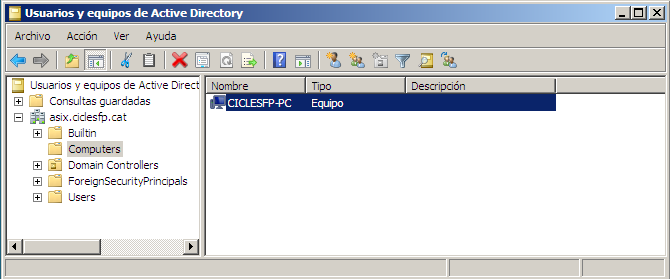 Usuarios y equipos de Active Directory
Archivo Acción Ver Ayuda
Usuarios y equipos de Active Direct
Consultas guardadas
asix.ciclesfp.cat
Builtin
Computers
Domain Controllers
ForeignSecurityPrincipals
Users
Nombre Tipo Descripción
CICLESFP-PC Equipo